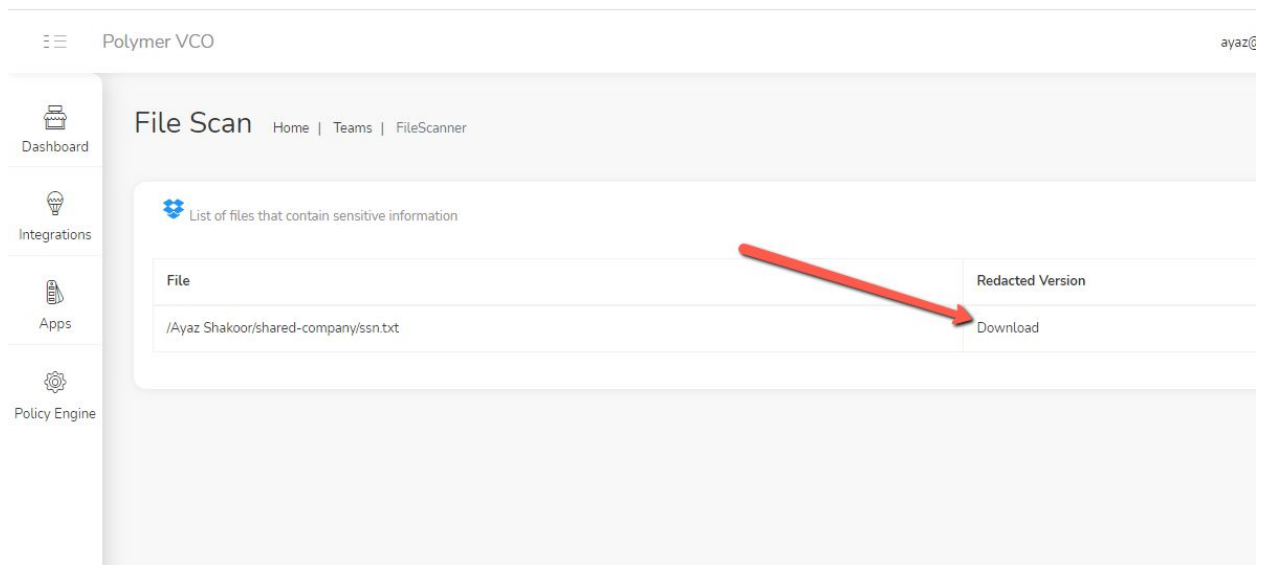 Polymer VCO
ayaz@
Dashboard
Integrations
Apps
Policy Engine
File Scan Home | Teams | FileScanner
List of files that contain sensitive information
File Redacted Version
/Ayaz Shakoor/shared-company/ssn.txt Download